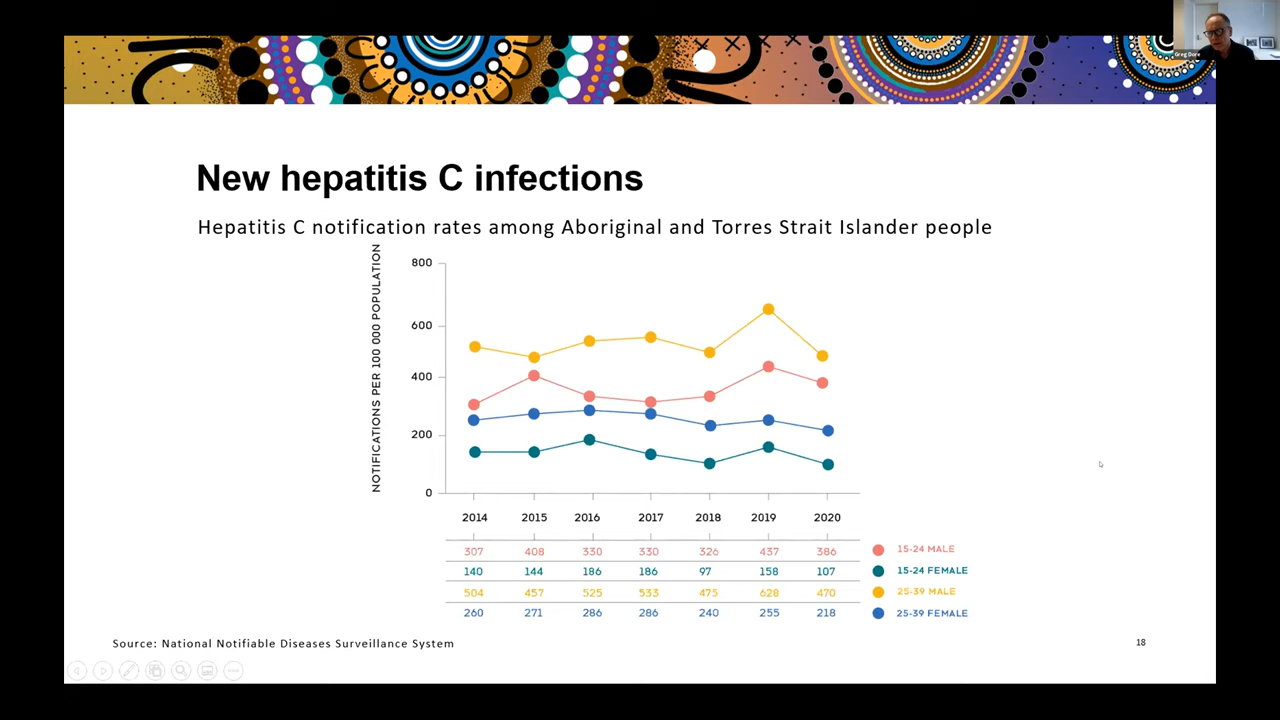 Greg Dore
New hepatitis C infections
Hepatitis C notification rates among Aboriginal and Torres Strait Islander people
NOTIFICATIONS PER 100 000 POPULATION
800
600
400
200
0
2014 2015 2016 2017 2018 2019 2020
307 408 330 330 326 437 386 15-24 MALE
140 144 186 186 97 158 107 15-24 FEMALE
504 457 525 533 475 628 470 25-39 MALE
260 271 286 286 240 255 218 25-39 FEMALE
Source: National Notifiable Diseases Surveillance System
18